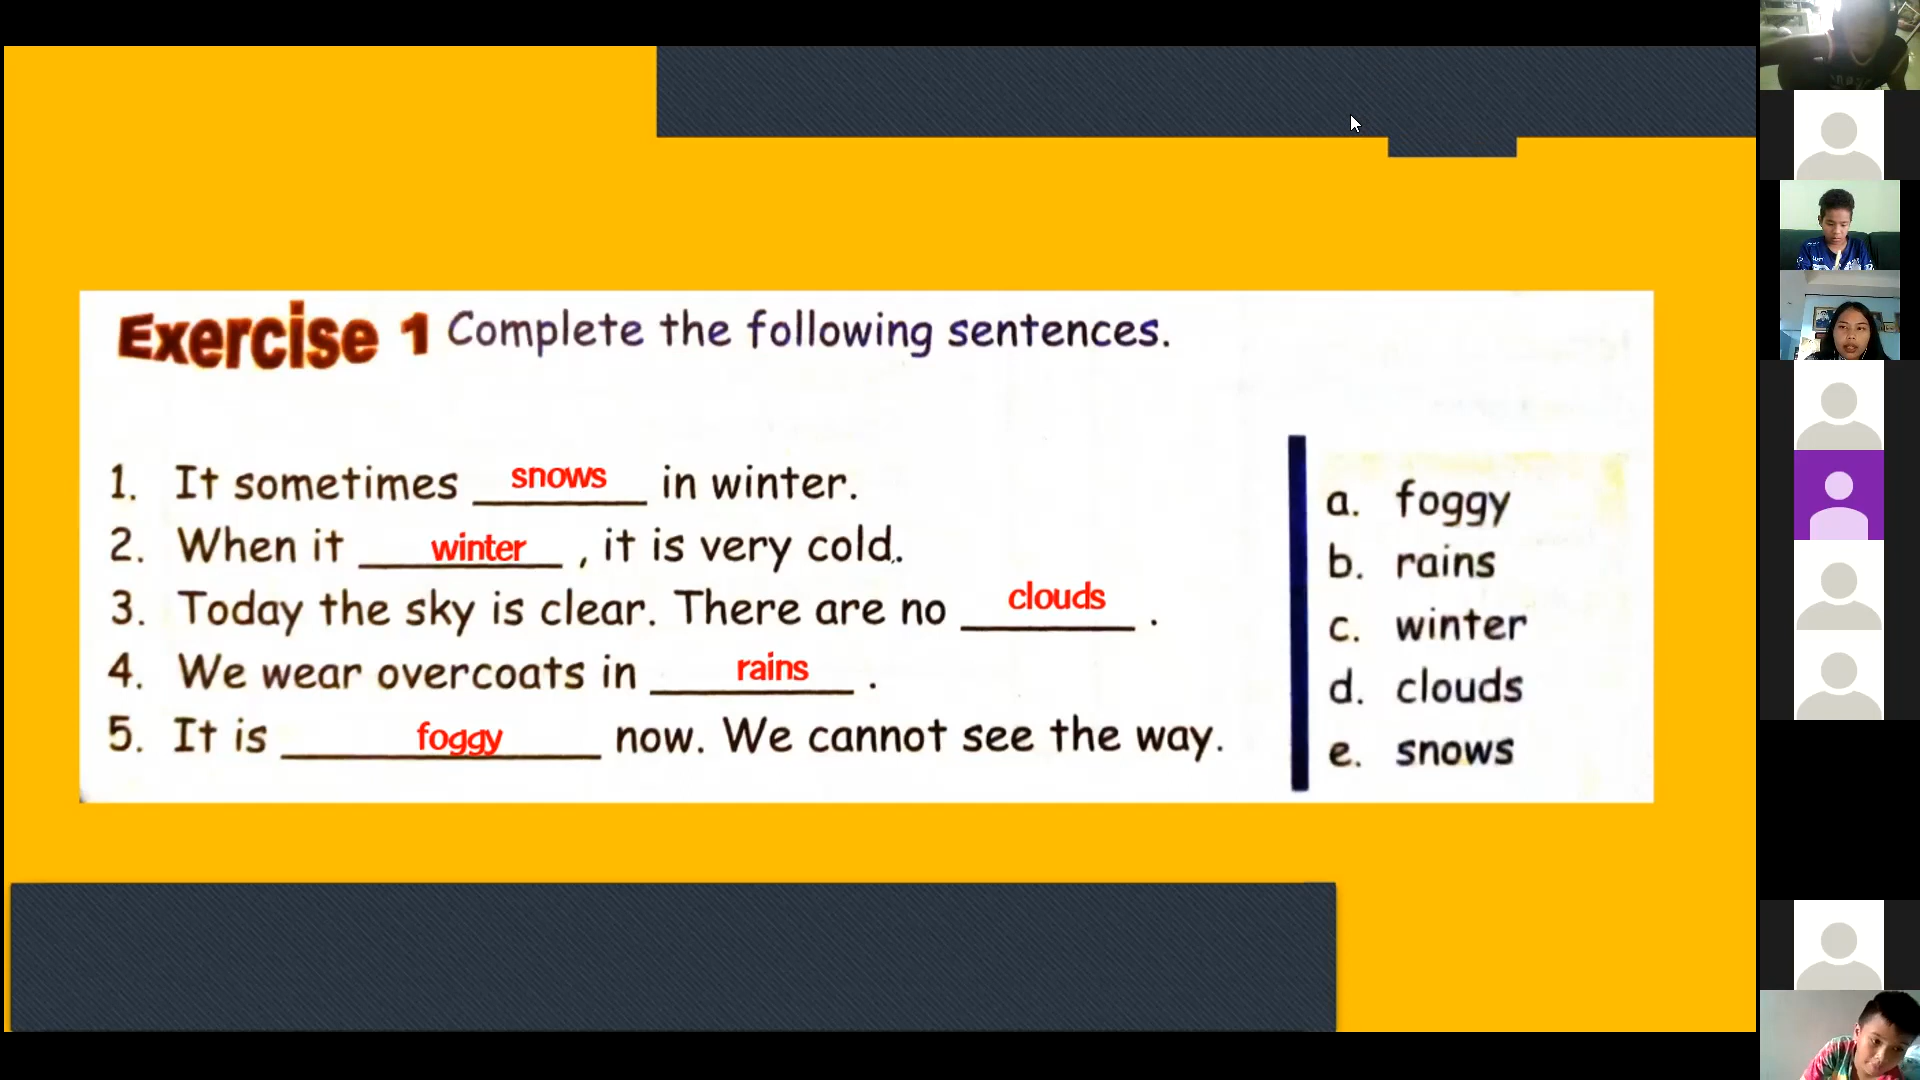 Exercise 1 Complete the following sentences.
1. It sometimes snows in winter.
2. When it winter, it is very cold.
3. Today the sky is clear. There are no clouds.
4. We wear overcoats in rains.
5. It is foggy now. We cannot see the way.
a. foggy
b. rains
c. winter
d. clouds
e. snows